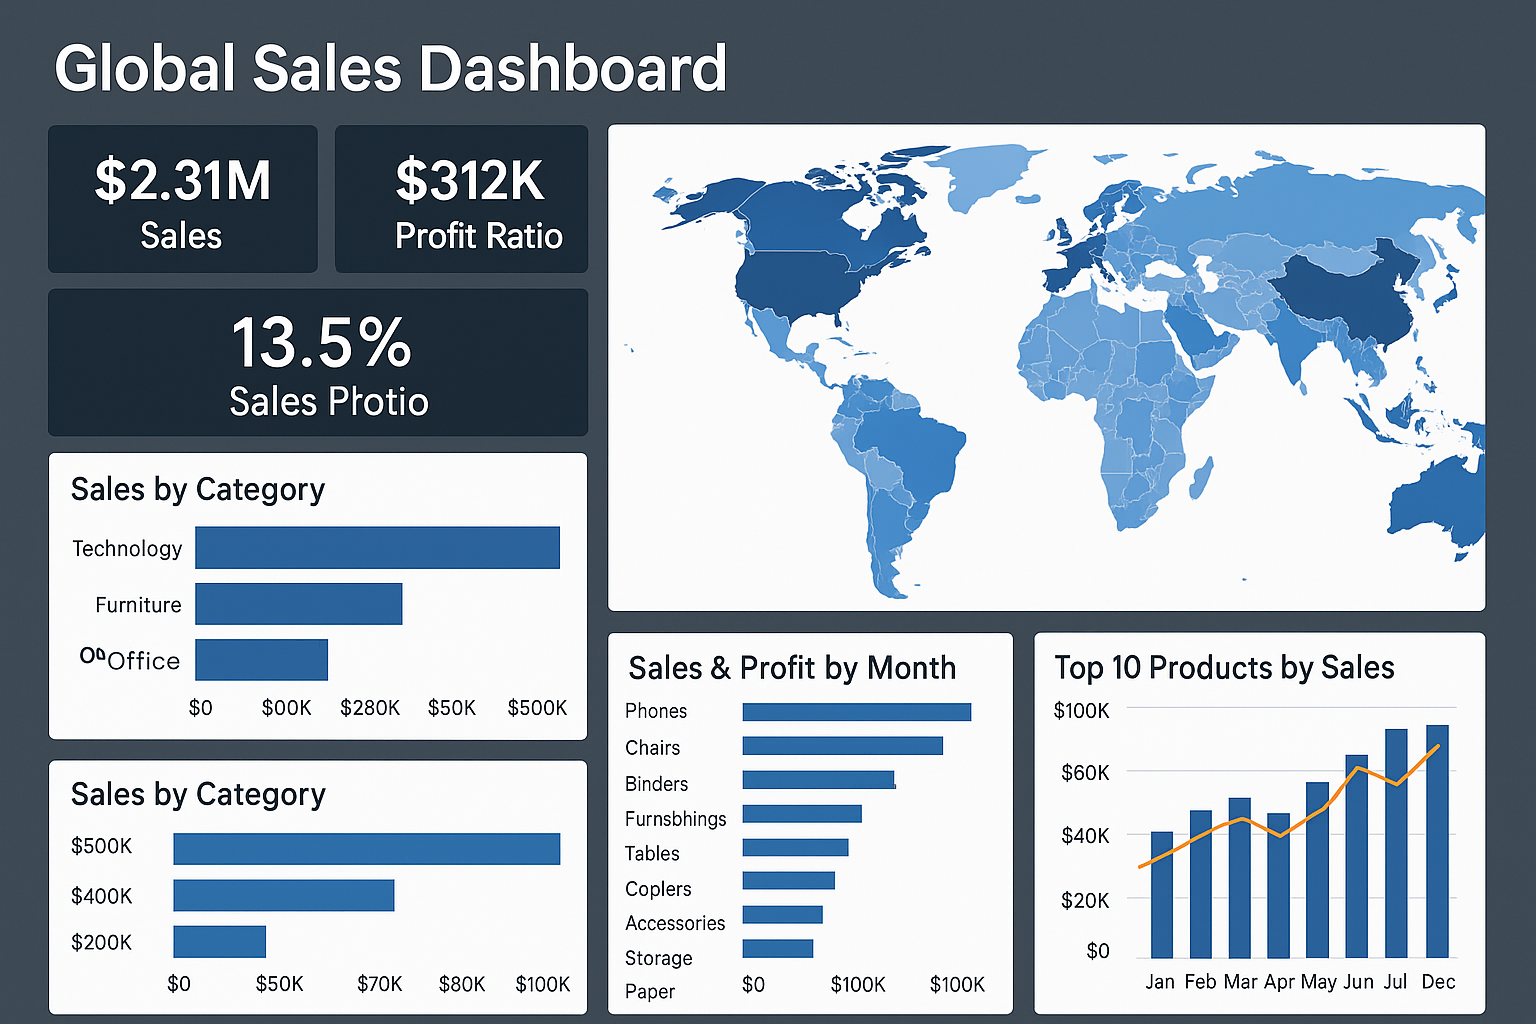 Global Sales Dashboard
$2.31M
Sales
$312K
Profit Ratio
13.5%
Sales Photio
Sales by Category
Technology
Furniture
Office
$0 $00K $280K $50K $500K
Sales by Category
$500K
$400K
$200K
$0 $50K $70K $80K $100K
Sales & Profit by Month
Phones
Chairs
Binders
Furnsbhings
Tables
Coplers
Accessories
Storage
Paper
$0 $100K $100K
Top 10 Products by Sales
$100K
$60K
$40K
$20K
$0
Jan Feb Mar Apr May Jun Jul Dec